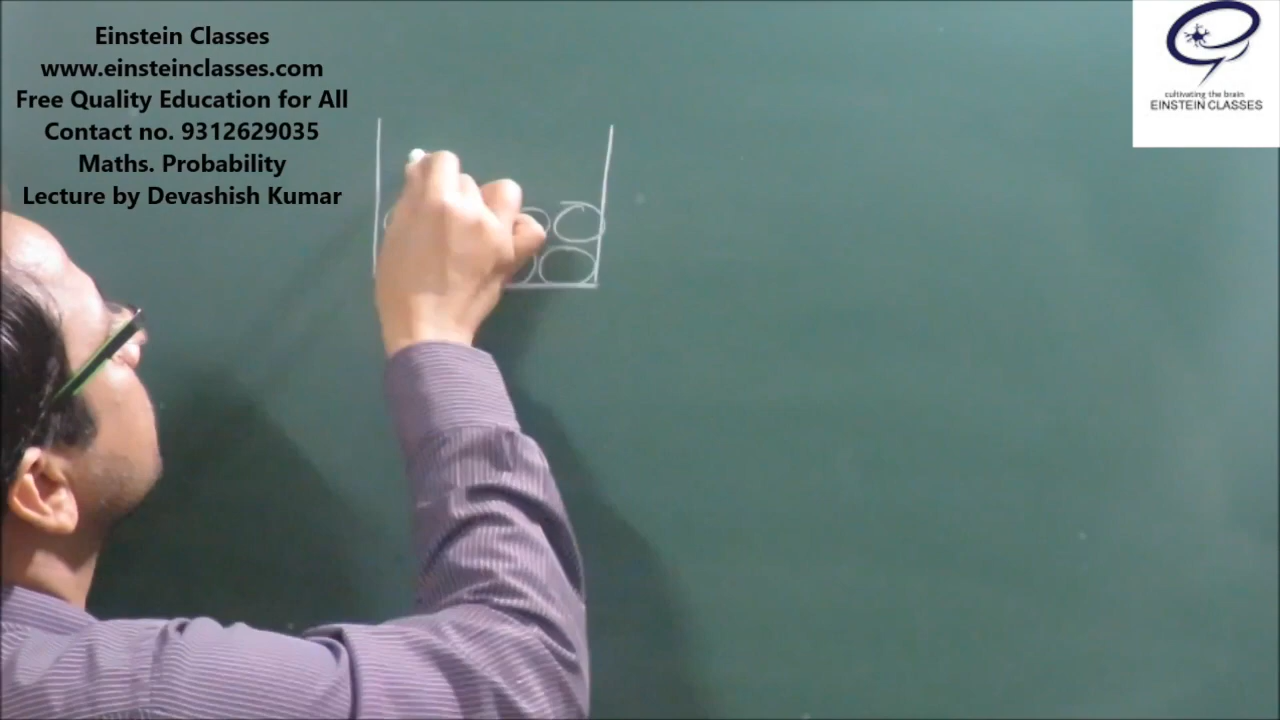 Einstein Classes
www.einsteinclasses.com
Free Quality Education for All
Contact no. 9312629035
Maths. Probability
Lecture by Devashish Kumar
cultivating the brain
EINSTEIN CLASSES